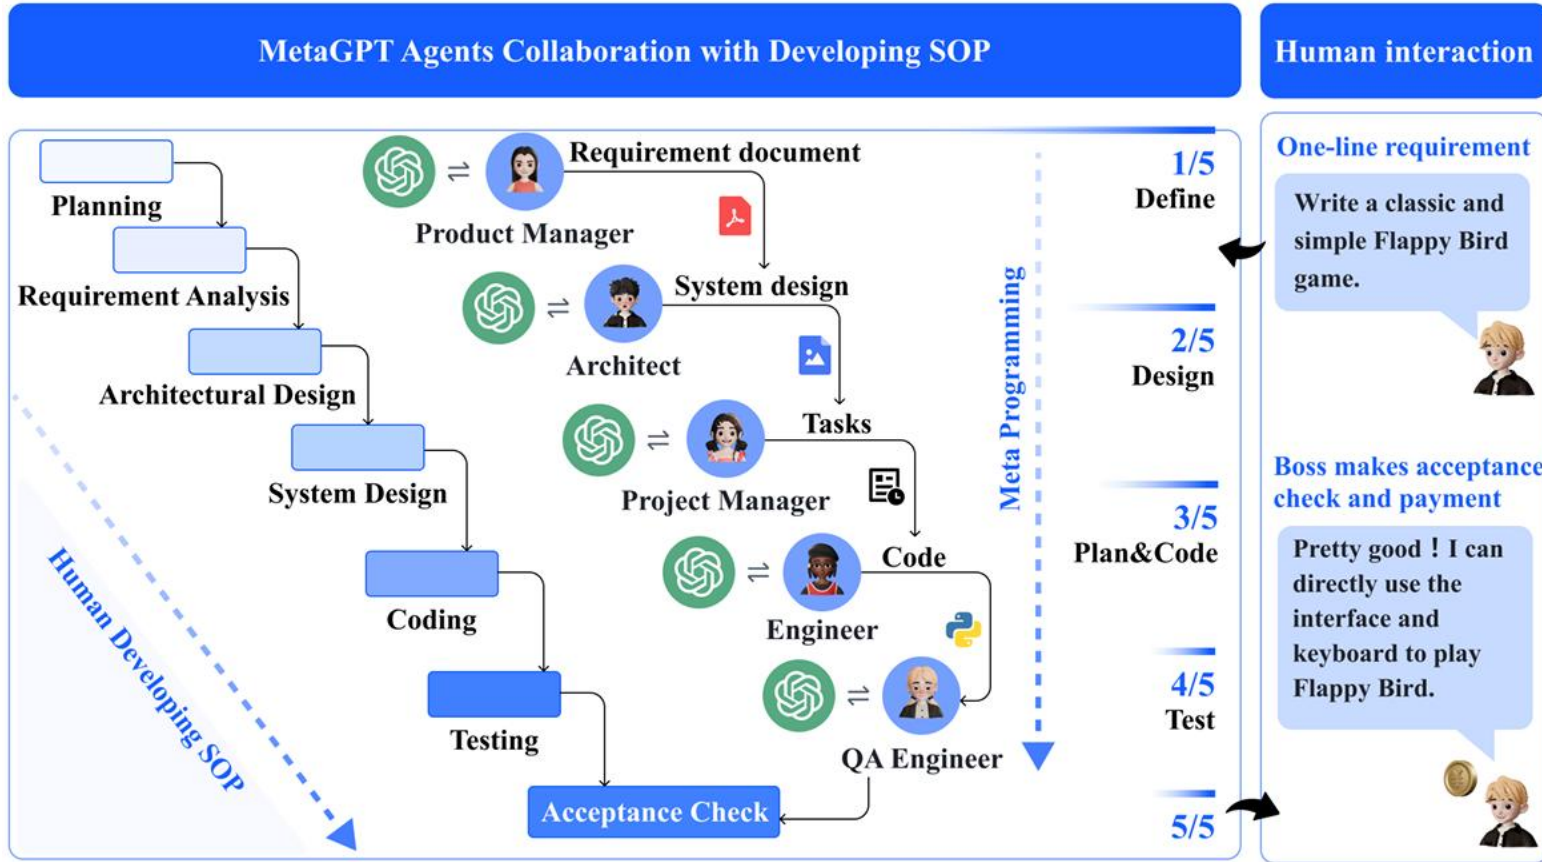 MetaGPT Agents Collaboration with Developing SOP
Human interaction
Planning
Requirement Analysis
Architectural Design
System Design
Coding
Testing
Acceptance Check
Human Developing SOP
Requirement document
Product Manager
System design
Architect
Tasks
Project Manager
Code
Engineer
QA Engineer
Meta Programming
1/5
Define
2/5
Design
3/5
Plan&Code
4/5
Test
5/5
One-line requirement
Write a classic and
simple Flappy Bird
game.
Boss makes acceptance
check and payment
Pretty good ! I can
directly use the
interface and
keyboard to play
Flappy Bird.